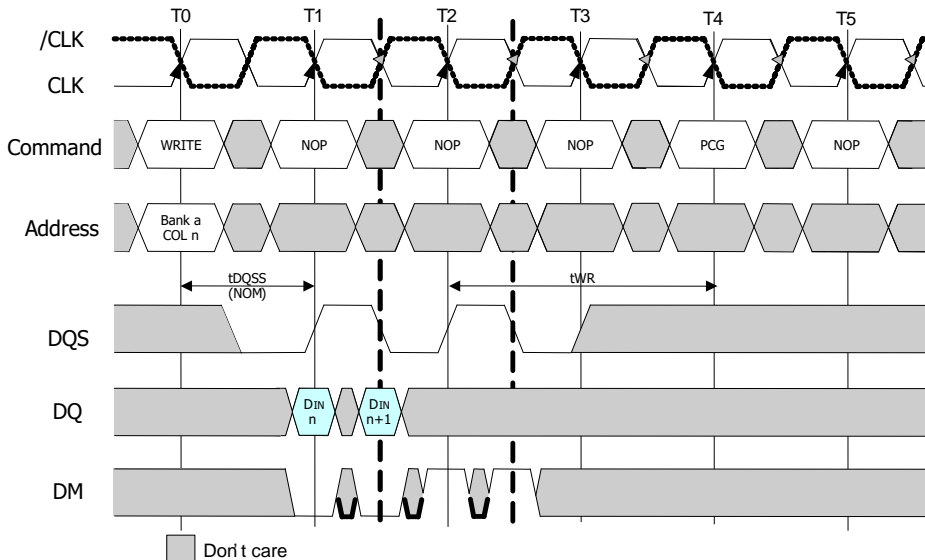 T0 T1 T2 T3 T4 T5
/CLK
CLK
Command WRITE NOP NOP NOP PCG NOP
Address Bank a
COL n
tDQSS
(NOM)
tWR
DQS
DQ DIN
n
DIN
n+1
DM
Don't care